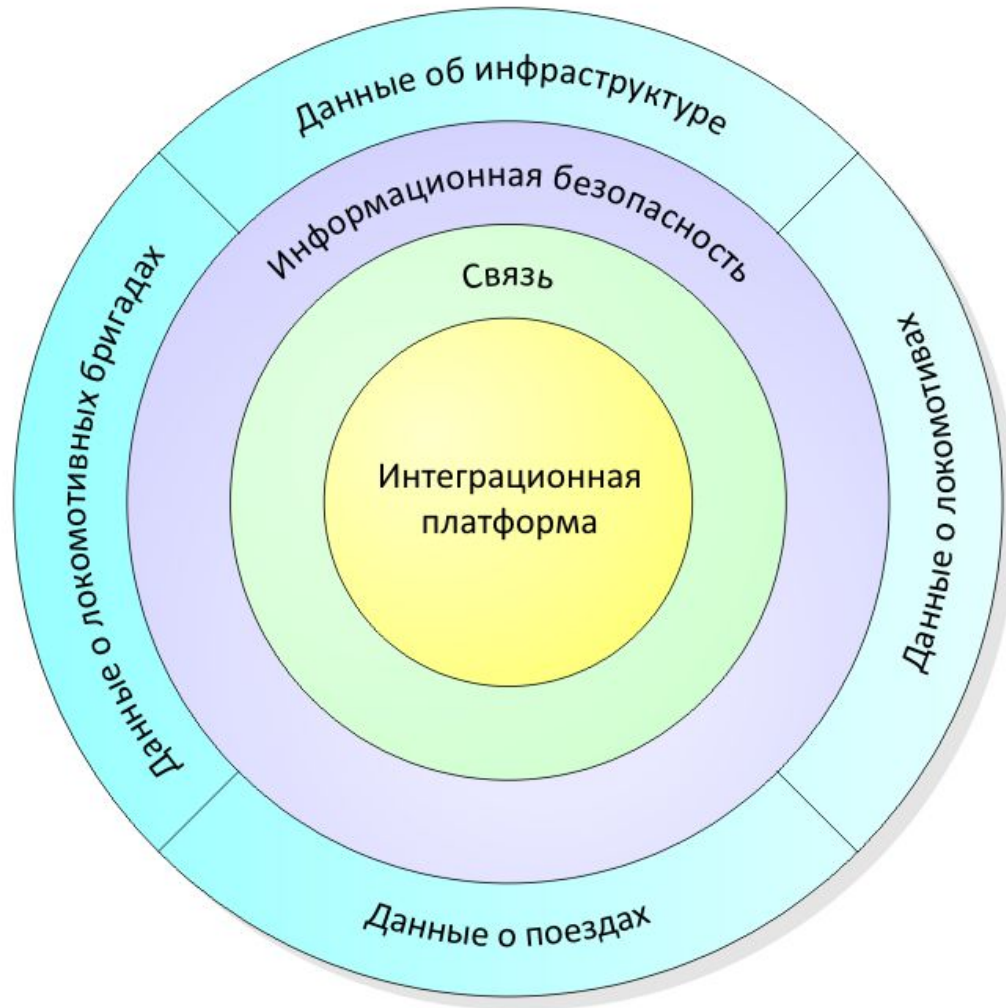 Данные об инфраструктуре
Информационная безопасность
Связь
Данные о локомотивных бригадах
Данные о локомотивах
Интеграционная
платформа
Данные о поездах